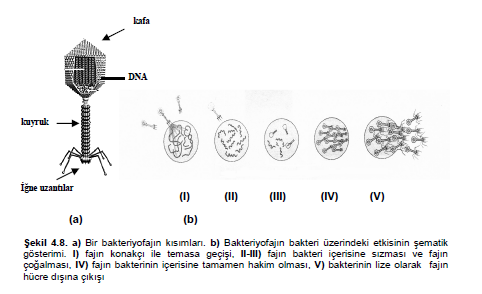 kafa
DNA
kuyruk
İğne uzantılar
(I) (II) (III) (IV) (V)
(a) (b)
Şekil 4.8. a) Bir bakteriyofajın kısımları. b) Bakteriyofajın bakteri üzerindeki etkisinin şematik
gösterimi. I) fajın konakçı ile temasa geçişi, II-III) fajın bakteri içerisine sızması ve fajın
çoğalması, IV) fajın bakterinin içerisine tamamen hakim olması, V) bakterinin lize olarak fajın
hücre dışına çıkışı